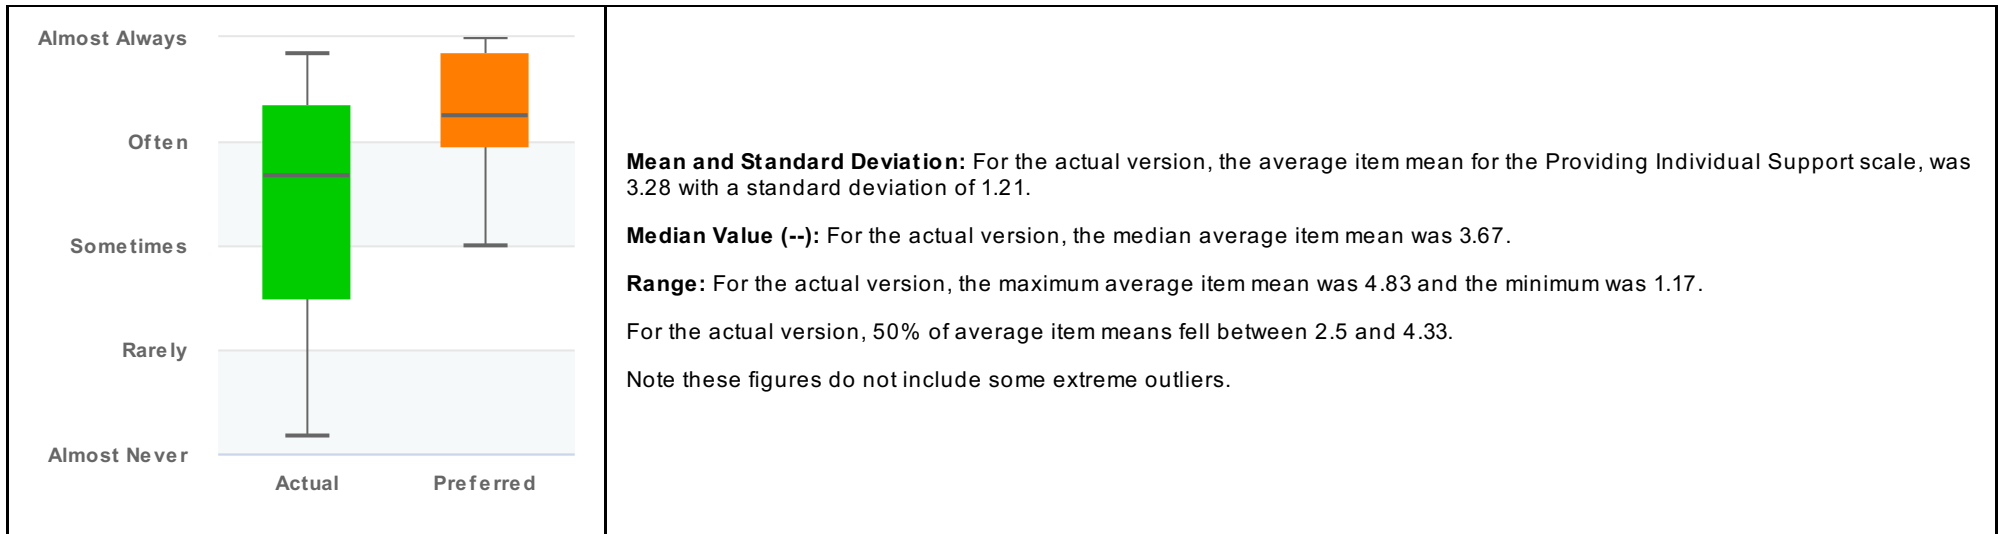 Almost Always
Often
Sometimes
Rarely
Almost Never
Actual
Preferred
Mean and Standard Deviation: For the actual version, the average item mean for the Providing Individual Support scale, was
3.28 with a standard deviation of 1.21.
Median Value (--): For the actual version, the median average item mean was 3.67.
Range: For the actual version, the maximum average item mean was 4.83 and the minimum was 1.17.
For the actual version, 50% of average item means fell between 2.5 and 4.33.
Note these figures do not include some extreme outliers.